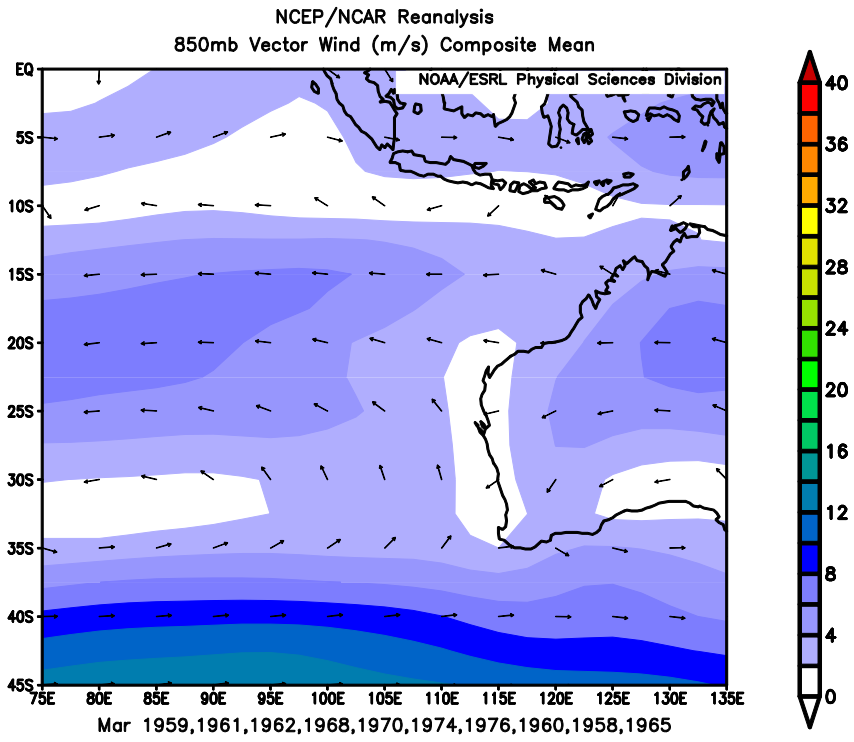 NCEP/NCAR Reanalysis
850mb Vector Wind (m/s) Composite Mean
NOAA/ESRL Physical Sciences Division
EQ
5S
10S
15S
20S
25S
30S
35S
40S
45S
75E 80E 85E 90E 95E 100E 105E 110E 115E 120E 125E 130E 135E
40
36
32
28
24
20
16
12
8
4
0
Mar 1959,1961,1962,1968,1970,1974,1976,1960,1958,1965